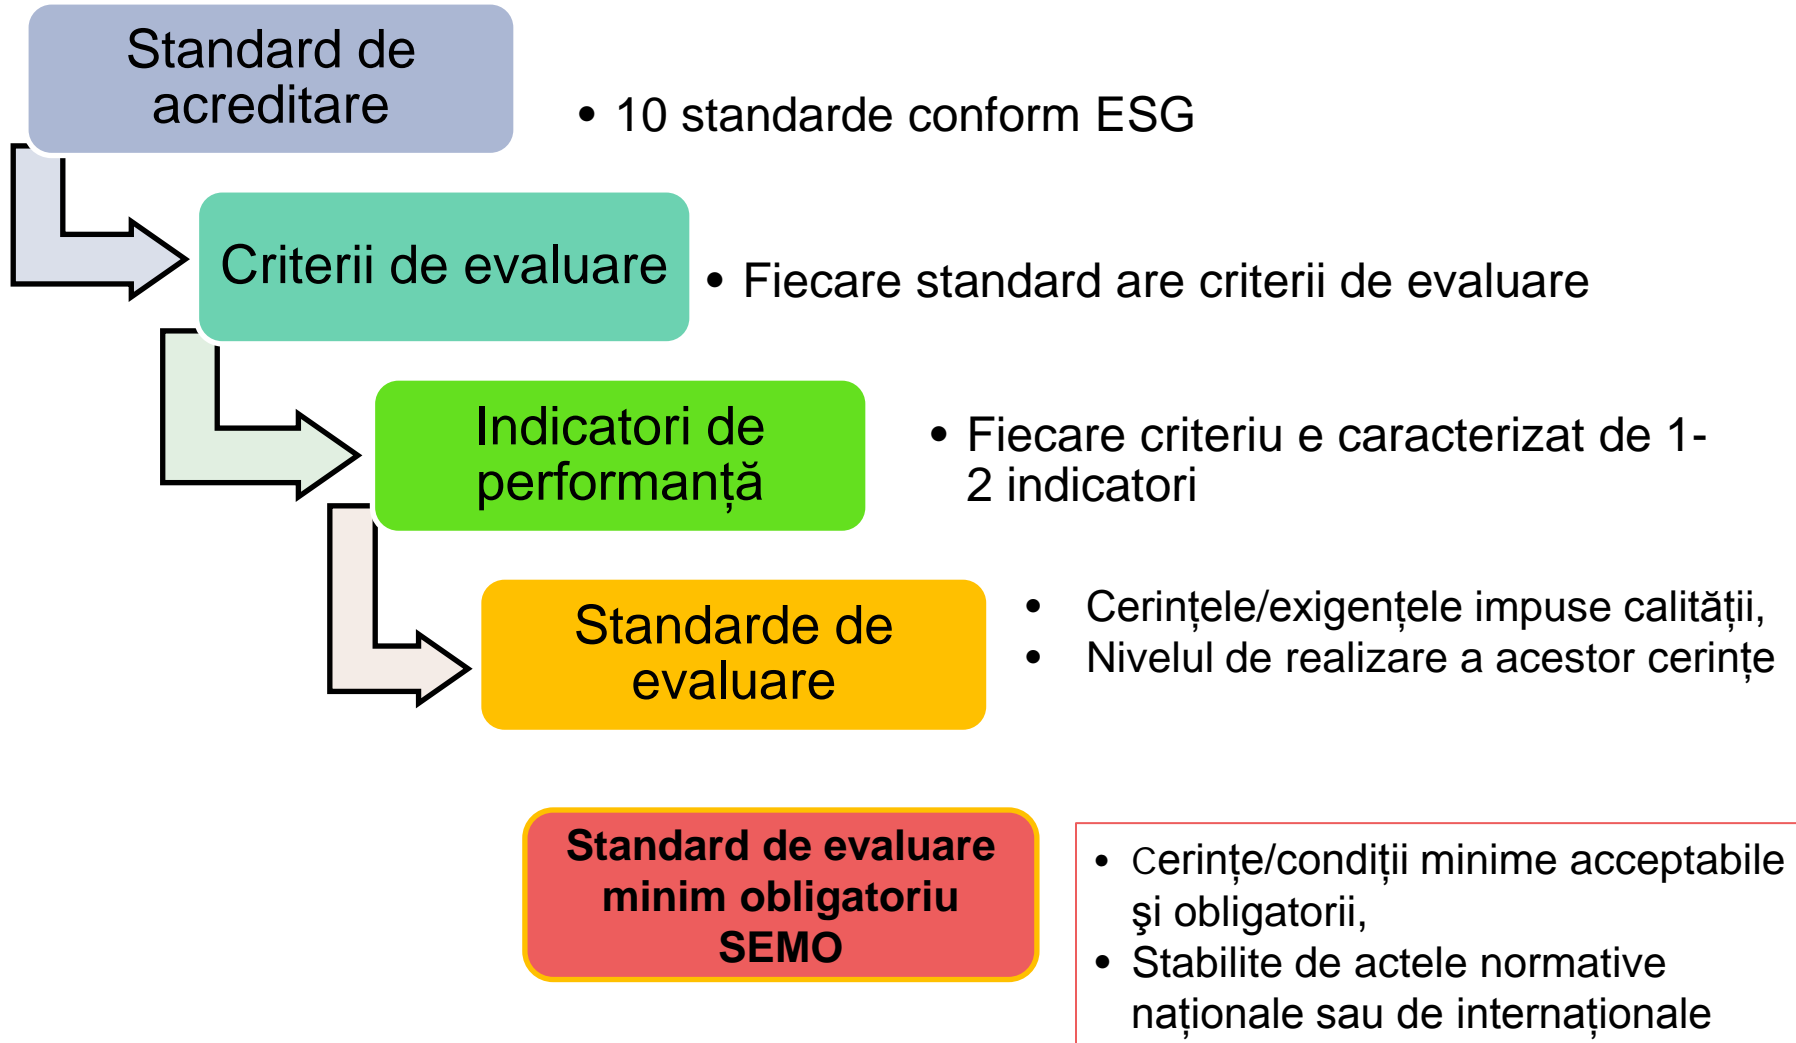 Standard de
acreditare
• 10 standarde conform ESG
Criterii de evaluare
• Fiecare standard are criterii de evaluare
Indicatori de
performanță
• Fiecare criteriu e caracterizat de 1-
2 indicatori
Standarde de
evaluare
• Cerințele/exigențele impuse calității,
• Nivelul de realizare a acestor cerințe
Standard de evaluare
minim obligatoriu
SEMO
• Cerințe/condiții minime acceptabile
şi obligatorii,
• Stabilite de actele normative
naționale sau de internaționale